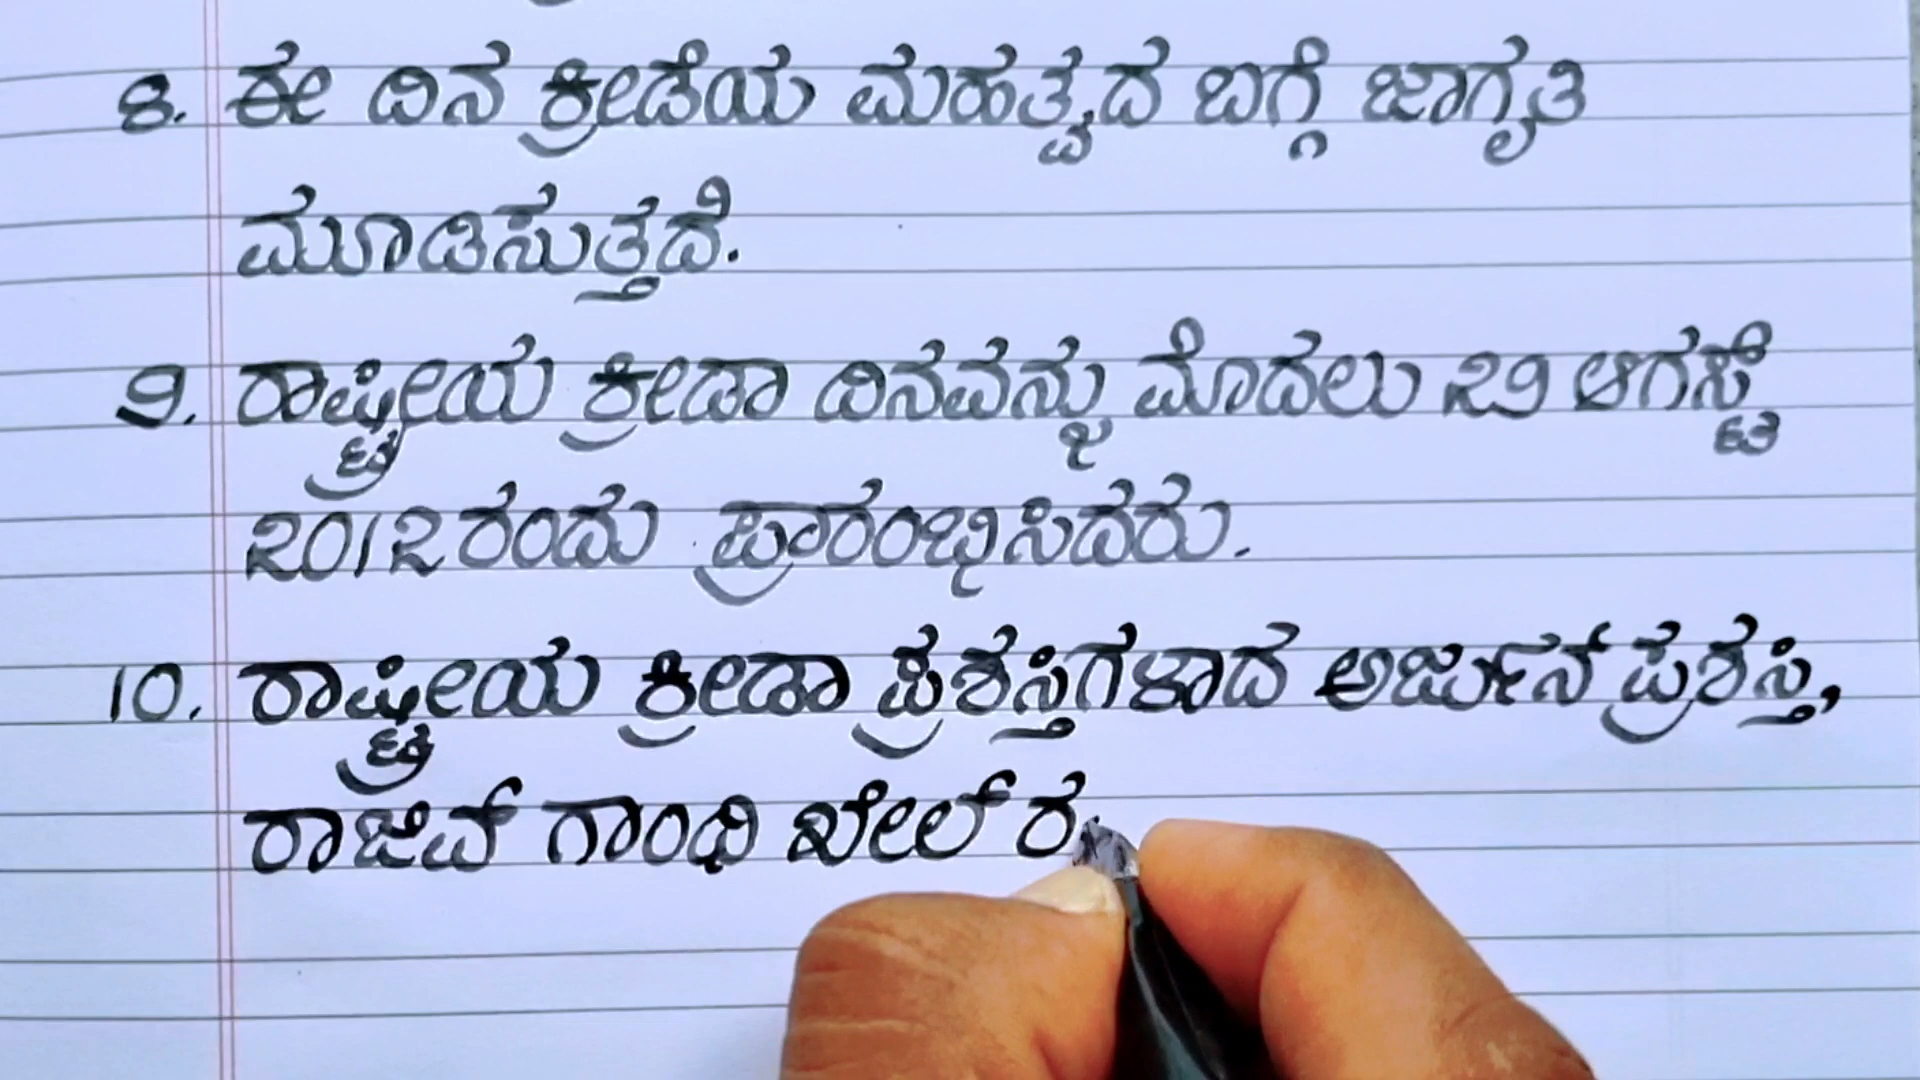 8. ಈ ದಿನ ಕ್ರೀಡೆಯ ಮಹತ್ವದ ಬಗ್ಗೆ ಜಾಗೃತಿ
ಮೂಡಿಸುತ್ತದೆ.
9. ರಾಷ್ಟ್ರೀಯ ಕ್ರೀಡಾ ದಿನವನ್ನು ಮೊದಲು 29 ಆಗಸ್ಟ್
2012ರಂದು ಪ್ರಾರಂಭಿಸಿದರು.
10. ರಾಷ್ಟ್ರೀಯ ಕ್ರೀಡಾ ಪ್ರಶಸ್ತಿಗಳಾದ ಅರ್ಜುನ್ ಪ್ರಶಸ್ತಿ,
ರಾಜೀವ್ ಗಾಂಧಿ ಖೇಲ್ ರ